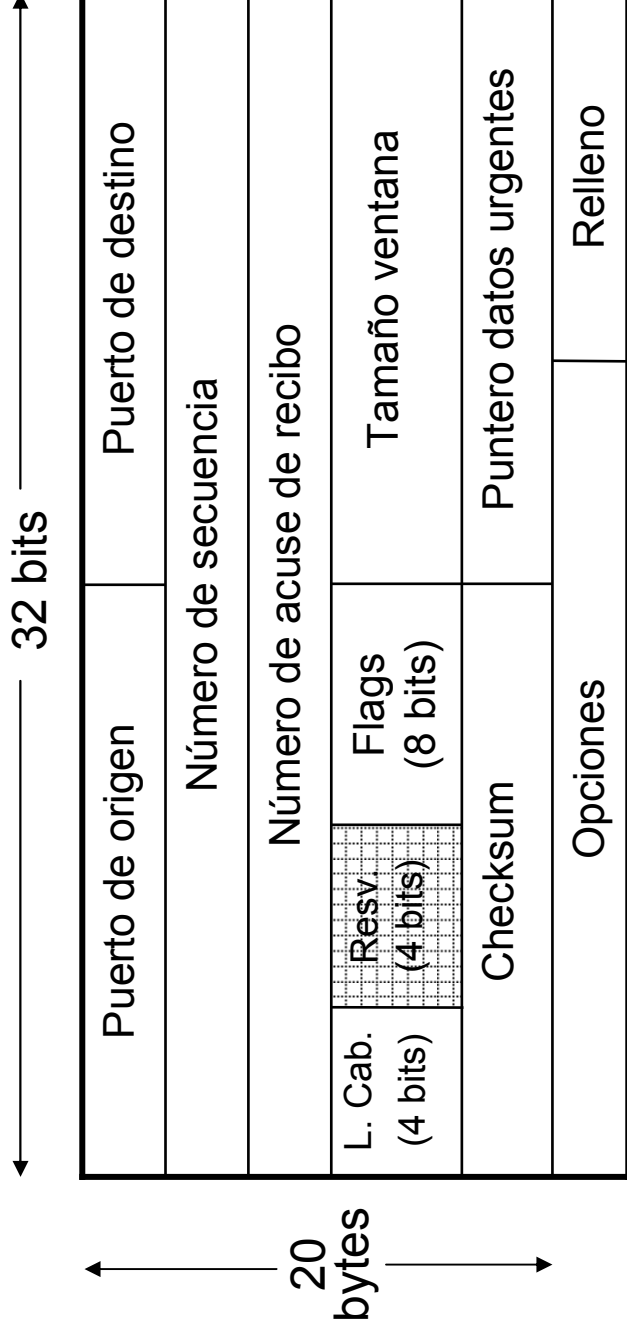 32 bits
20
bytes
Puerto de origen
Puerto de destino
Número de secuencia
Número de acuse de recibo
L. Cab.
(4 bits)
Resv.
(4 bits)
Flags
(8 bits)
Tamaño ventana
Checksum
Puntero datos urgentes
Opciones
Relleno